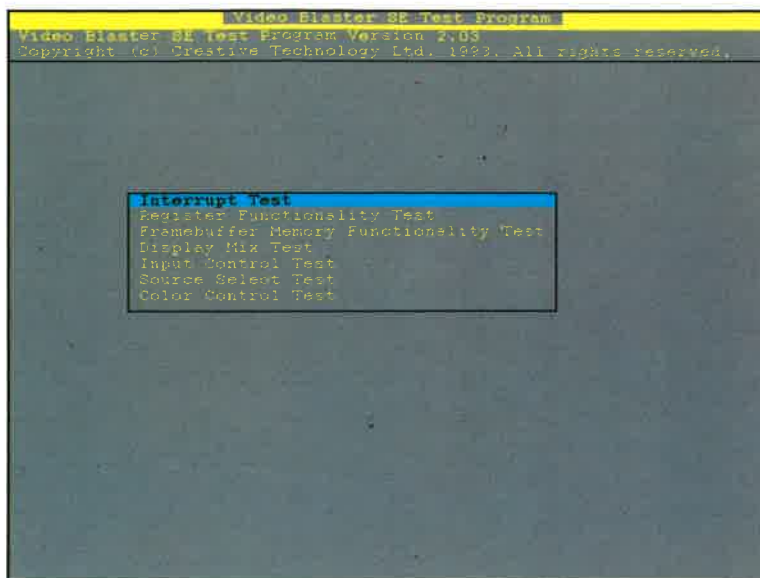 Video Blaster SE Test Program
Video Blaster SE Test Program Version 2.03
Copyright (c) Creative Technology Ltd. 1993. All rights reserved.
Interrupt Test
Register Functionality Test
Framebuffer Memory Functionality Test
Display Mix Test
Input Control Test
Source Select Test
Color Control Test